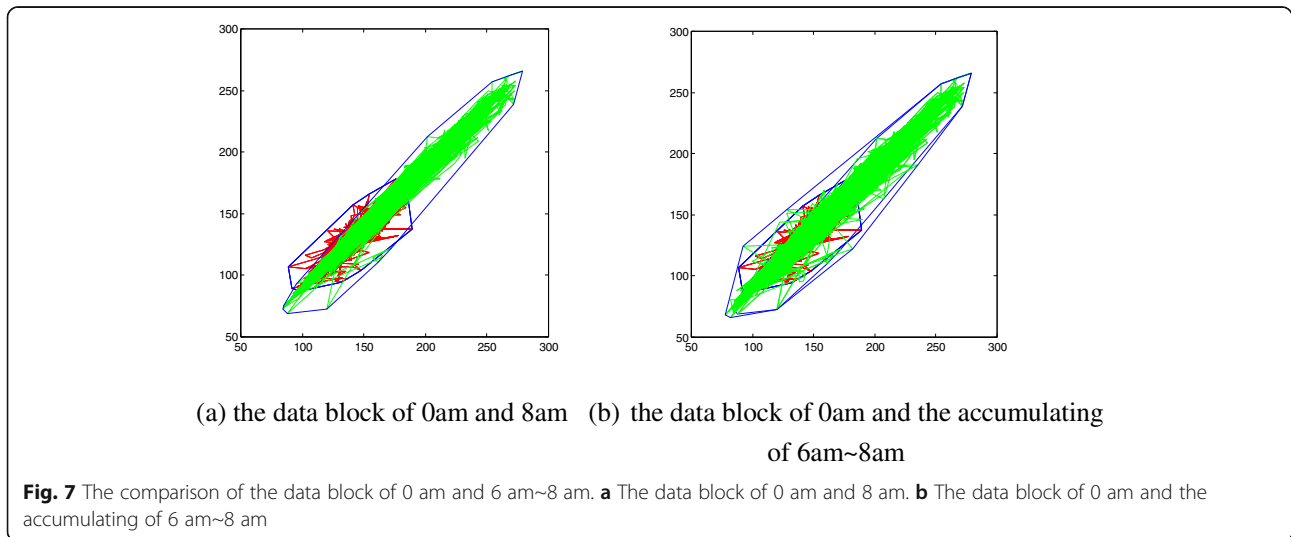 300
250
200
150
100
50
50 100 150 200 250 300
300
250
200
150
100
50
50 100 150 200 250 300
(a) the data block of 0am and 8am
(b) the data block of 0am and the accumulating
of 6am~8am
Fig. 7 The comparison of the data block of 0 am and 6 am~8 am. a The data block of 0 am and 8 am. b The data block of 0 am and the
accumulating of 6 am~8 am